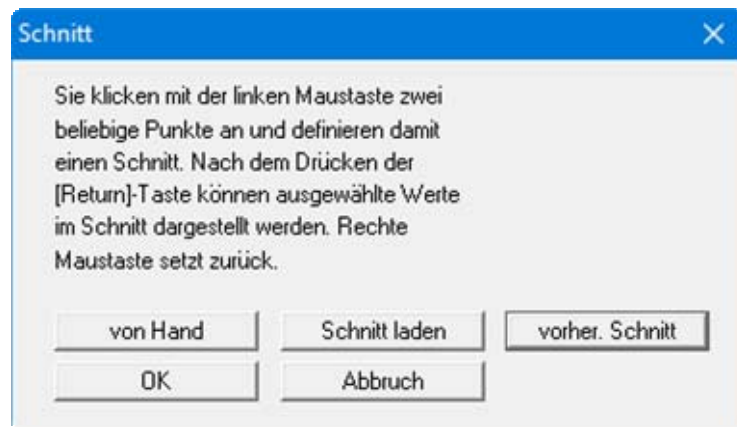 Schnitt
Sie klicken mit der linken Maustaste zwei
beliebige Punkte an und definieren damit
einen Schnitt. Nach dem Drücken der
[Return]-Taste können ausgewählte Werte
im Schnitt dargestellt werden. Rechte
Maustaste setzt zurück.
von Hand Schnitt laden vorher. Schnitt
OK Abbruch